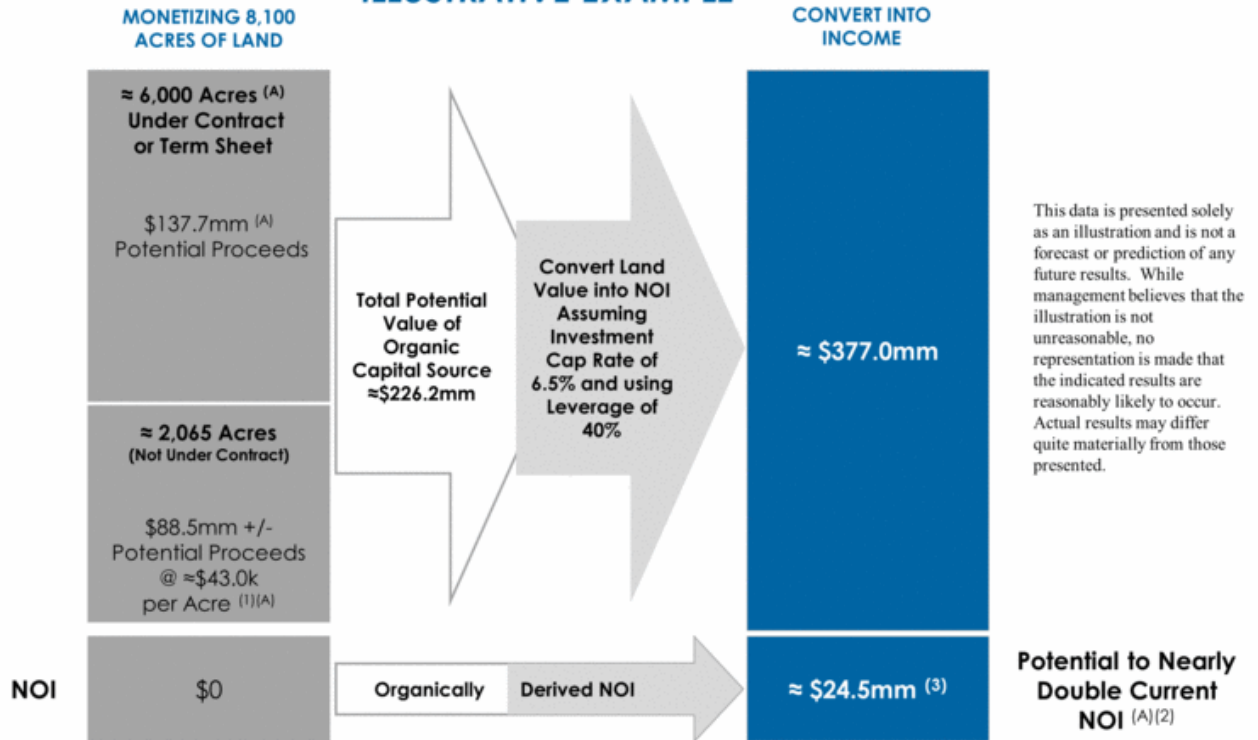 MONETIZING 8,100
ACRES OF LAND
CONVERT INTO
INCOME
≈ 6,000 Acres (A)
Under Contract
or Term Sheet
$137.7mm (A)
Potential Proceeds
≈ 2,065 Acres
(Not Under Contract)
$88.5mm +/-
Potential Proceeds
@ ≈$43.0k
per Acre (1)(A)
Total Potential
Value of
Organic
Capital Source
≈$226.2mm
Convert Land
Value into NOI
Assuming
Investment
Cap Rate of
6.5% and using
Leverage of
40%
≈ $377.0mm
This data is presented solely
as an illustration and is not a
forecast or prediction of any
future results. While
management believes that the
illustration is not
unreasonable, no
representation is made that
the indicated results are
reasonably likely to occur.
Actual results may differ
quite materially from those
presented.
NOI
$0
Organically Derived NOI
≈ $24.5mm (3)
Potential to Nearly
Double Current
NOI (A)(2)